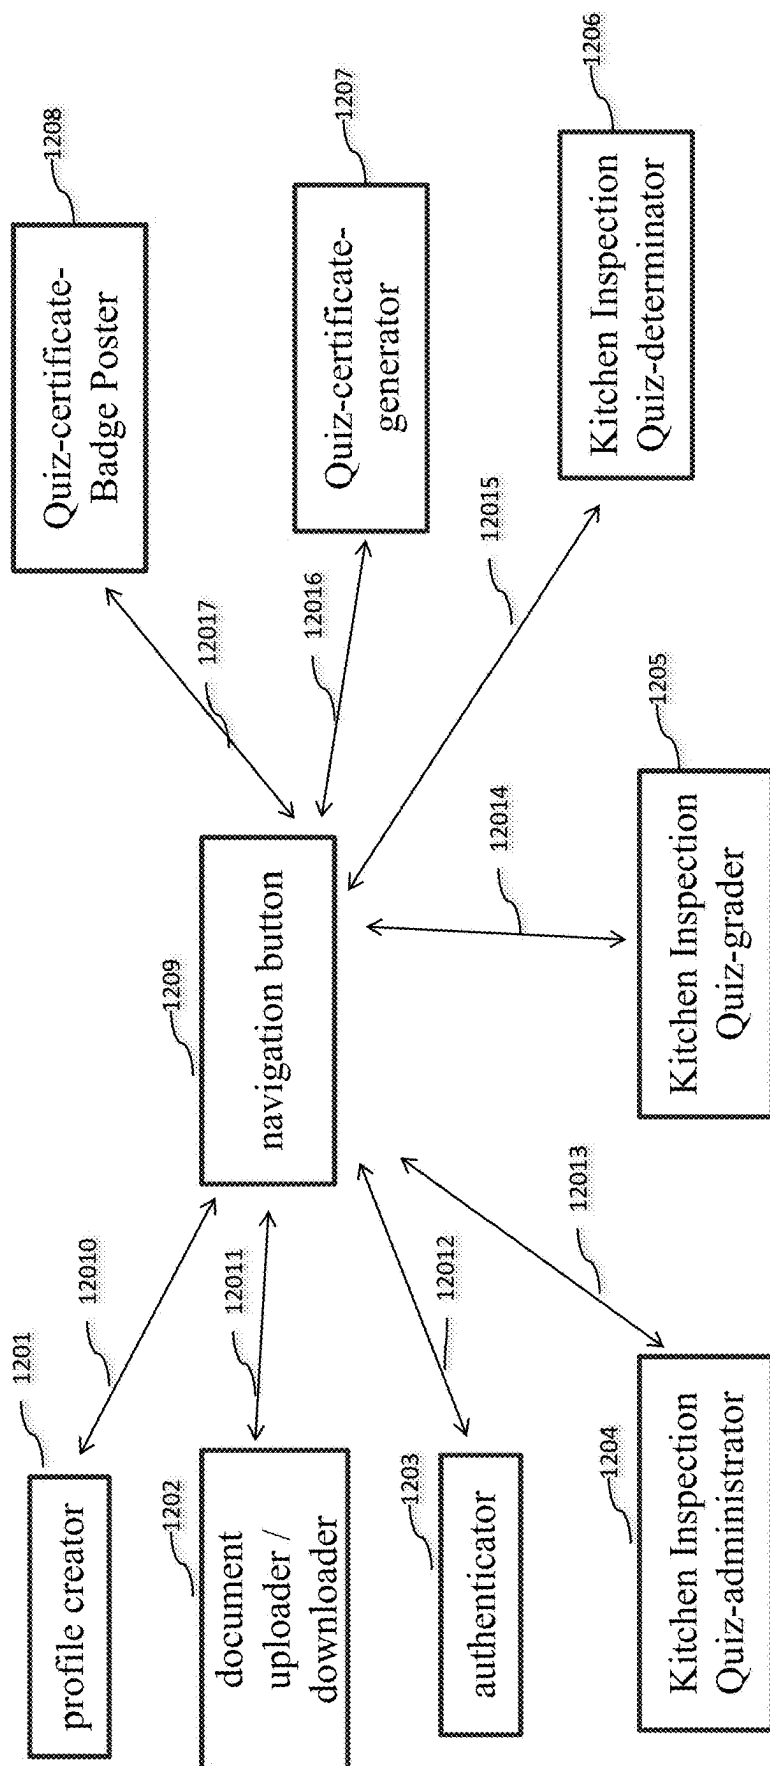 1201
profile creator
12010
1202
document
uploader /
downloader
12011
1203
authenticator
12012
1204
Kitchen Inspection
Quiz-administrator
12013
1209
navigation button
1205
Kitchen Inspection
Quiz-grader
12014
1208
Quiz-certificate-
Badge Poster
12017
1207
Quiz-certificate-
generator
12016
1206
Kitchen Inspection
Quiz-determinator
12015